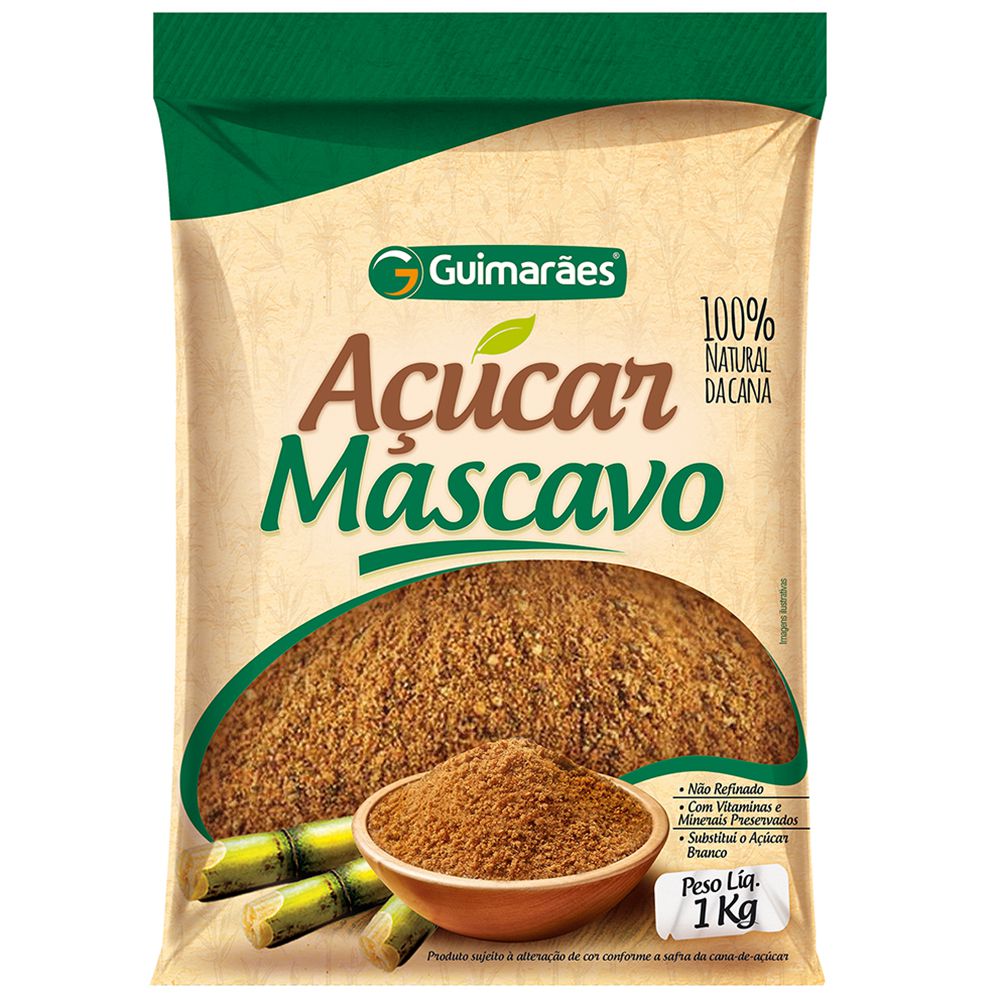 Guimarães®
100%
NATURAL
DA CANA
Açúcar
Mascavo
Imagens ilustrativas
• Não Refinado
• Com Vitaminas e
Minerais Preservados
• Substitui o Açúcar
Branco
Peso Líq.
1 Kg
Produto sujeito à alteração de cor conforme a safra da cana-de-açúcar